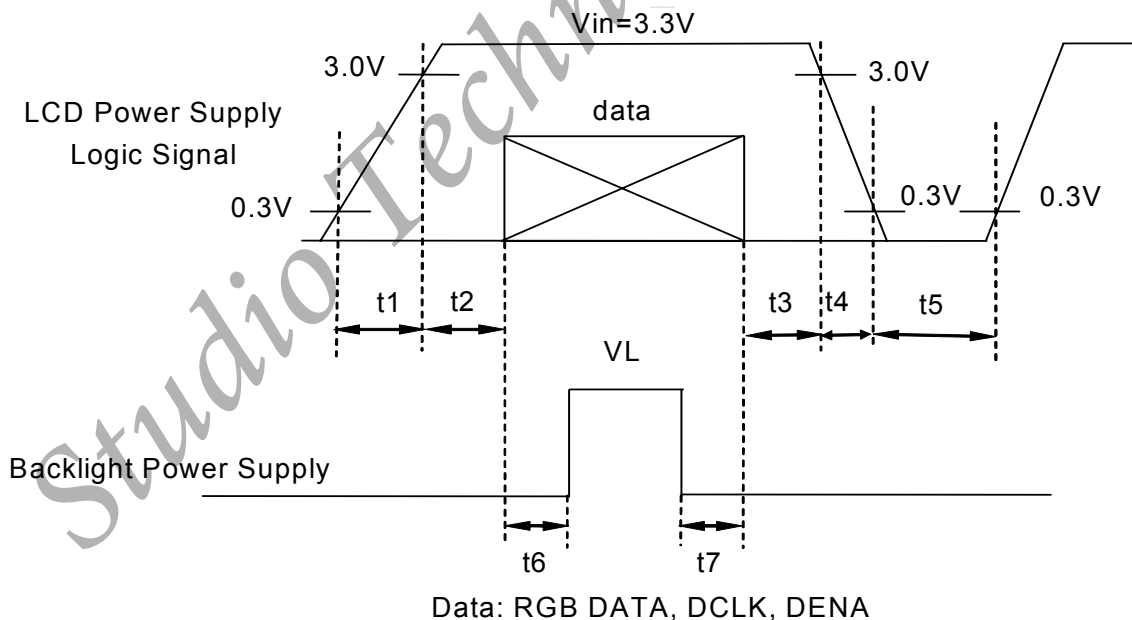 Vin=3.3V
3.0V
3.0V
LCD Power Supply
Logic Signal
data
0.3V
0.3V
0.3V
t1
t2
t3
t4
t5
VL
Backlight Power Supply
t6
t7
Data: RGB DATA, DCLK, DENA
Studio Techn